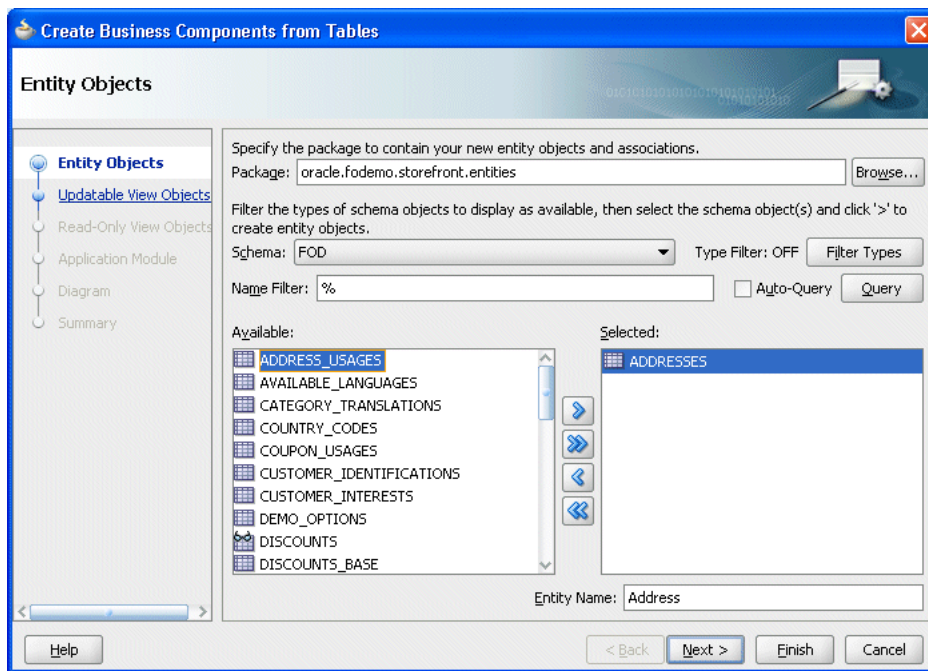 Create Business Components from Tables
Entity Objects
01010101010101010101010101
01010101010
Entity Objects
Updatable View Objects
Read-Only View Objects
Application Module
Diagram
Summary
Specify the package to contain your new entity objects and associations.
Package: oracle.fodemo.storefront.entities Browse...
Filter the types of schema objects to display as available, then select the schema object(s) and click '>' to
create entity objects.
Schema: FOD Type Filter: OFF Filter Types
Name Filter: % Auto-Query Query
Available: Selected:
ADDRESS_USAGES ADDRESSES
AVAILABLE_LANGUAGES
CATEGORY_TRANSLATIONS
COUNTRY_CODES
COUPON_USAGES
CUSTOMER_IDENTIFICATIONS
CUSTOMER_INTERESTS
DEMO_OPTIONS
DISCOUNTS
DISCOUNTS_BASE
Entity Name: Address
Help < Back Next > Finish Cancel